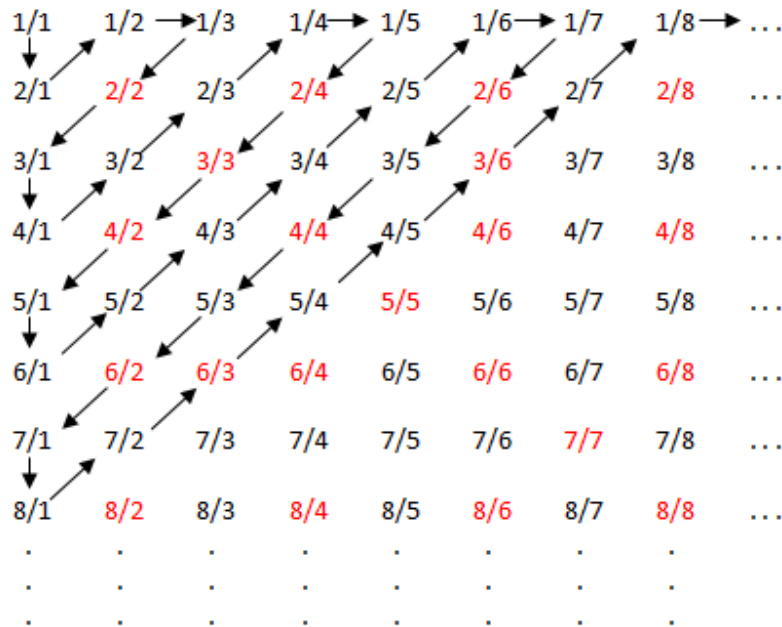 1/1 1/2 1/3 1/4 1/5 1/6 1/7 1/8 ...
2/1 2/2 2/3 2/4 2/5 2/6 2/7 2/8 ...
3/1 3/2 3/3 3/4 3/5 3/6 3/7 3/8 ...
4/1 4/2 4/3 4/4 4/5 4/6 4/7 4/8 ...
5/1 5/2 5/3 5/4 5/5 5/6 5/7 5/8 ...
6/1 6/2 6/3 6/4 6/5 6/6 6/7 6/8 ...
7/1 7/2 7/3 7/4 7/5 7/6 7/7 7/8 ...
8/1 8/2 8/3 8/4 8/5 8/6 8/7 8/8 ...
. . . . . . . .
. . . . . . . .
. . . . . . . .